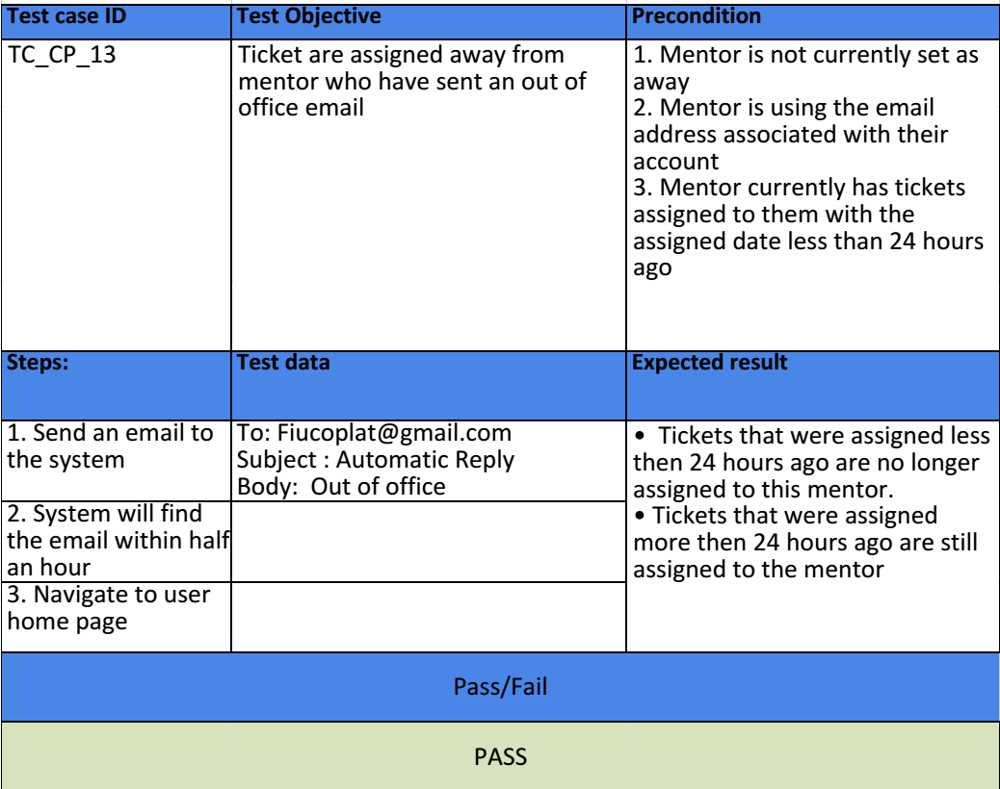 Test case ID
Test Objective
Precondition
TC_CP_13
Ticket are assigned away from
mentor who have sent an out of
office email
1. Mentor is not currently set as
away
2. Mentor is using the email
address associated with their
account
3. Mentor currently has tickets
assigned to them with the
assigned date less than 24 hours
ago
Steps:
Test data
Expected result
1. Send an email to
the system
To: Fiucoplat@gmail.com
Subject : Automatic Reply
Body:  Out of office
•  Tickets that were assigned less
then 24 hours ago are no longer
assigned to this mentor.
• Tickets that were assigned
more then 24 hours ago are still
assigned to the mentor
2. System will find
the email within half
an hour
3. Navigate to user
home page
Pass/Fail
PASS